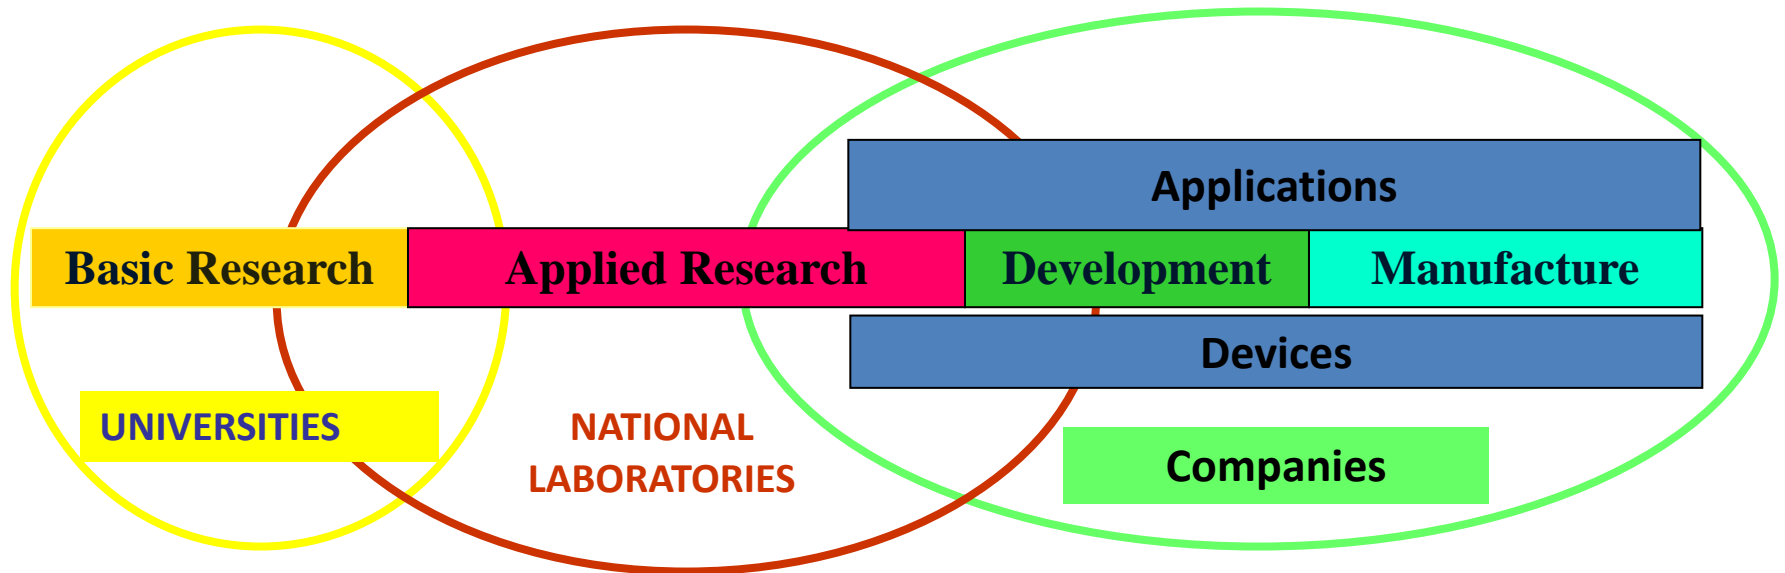 Applications
Basic Research
Applied Research
Development
Manufacture
Devices
UNIVERSITIES
NATIONAL
LABORATORIES
Companies